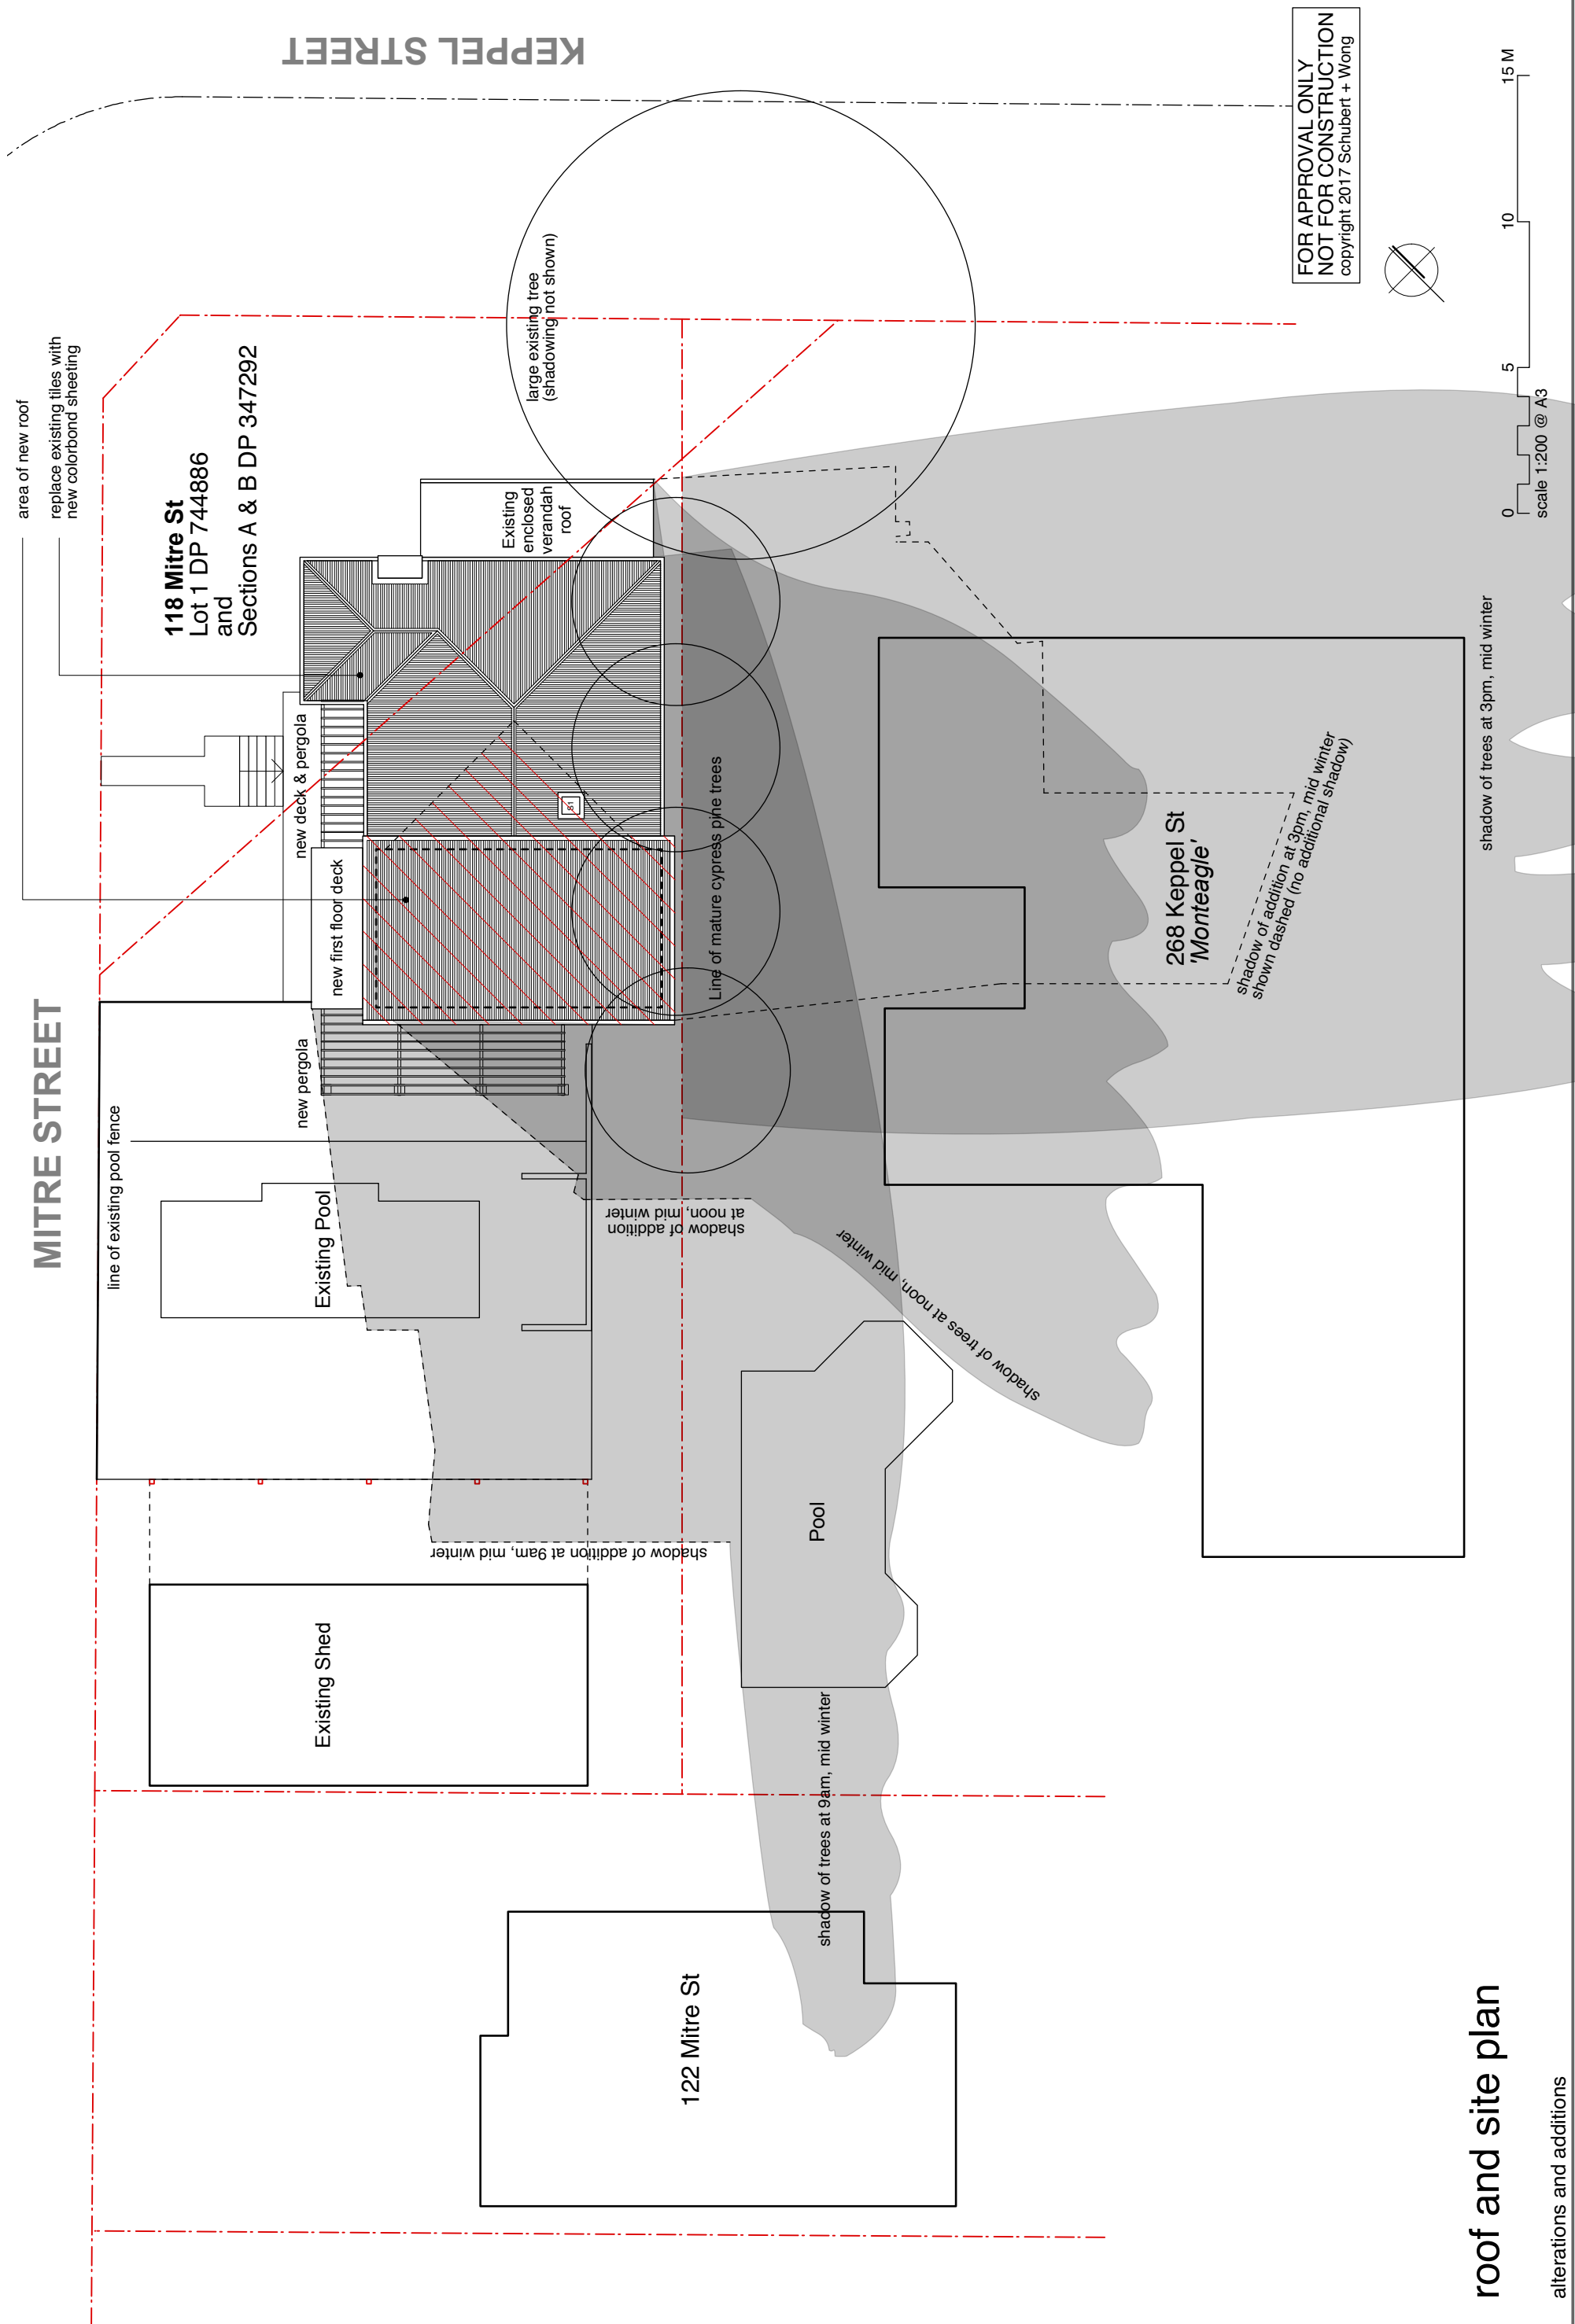 MITRE STREET
KEPPEL STREET
area of new roof
replace existing tiles with
new colorbond sheeting
118 Mitre St
Lot 1 DP 744886
and
Sections A & B DP 347292
line of existing pool fence
new pergola
new deck & pergola
new first floor deck
Existing Pool
Existing Shed
Existing
enclosed
verandah
roof
large existing tree
(shadowing not shown)
S1
Line of mature cypress pine trees
shadow of addition
at noon, mid winter
shadow of addition at 9am, mid winter
shadow of trees at noon, mid winter
Pool
shadow of trees at 9am, mid winter
122 Mitre St
268 Keppel St
'Monteagle'
shadow of addition at 3pm, mid winter
shown dashed (no additional shadow)
shadow of trees at 3pm, mid winter
FOR APPROVAL ONLY
NOT FOR CONSTRUCTION
copyright 2017 Schubert + Wong
0 5 10 15 M
scale 1:200 @ A3
roof and site plan
alterations and additions